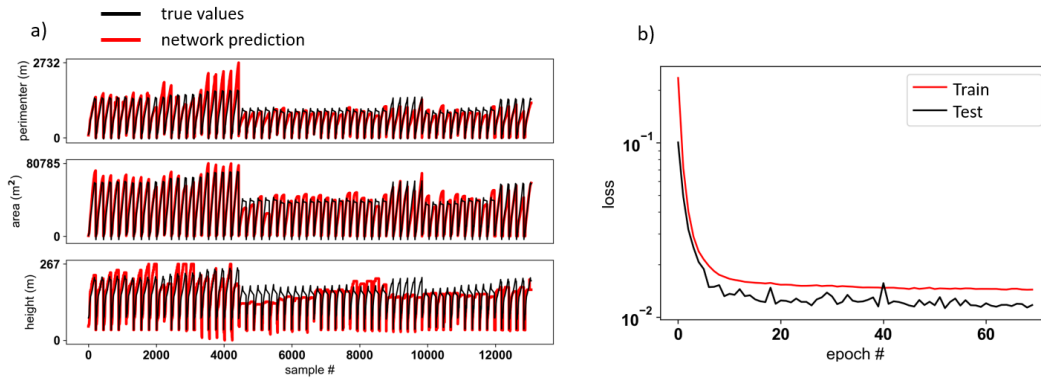 true values
a)
network prediction
2732
0
perimenter (m)
80785
0
area (m²)
267
0
height (m)
0 2000 4000 6000 8000 10000 12000
sample #
b)
Train
Test
10⁻¹
10⁻²
loss
0 20 40 60
epoch #